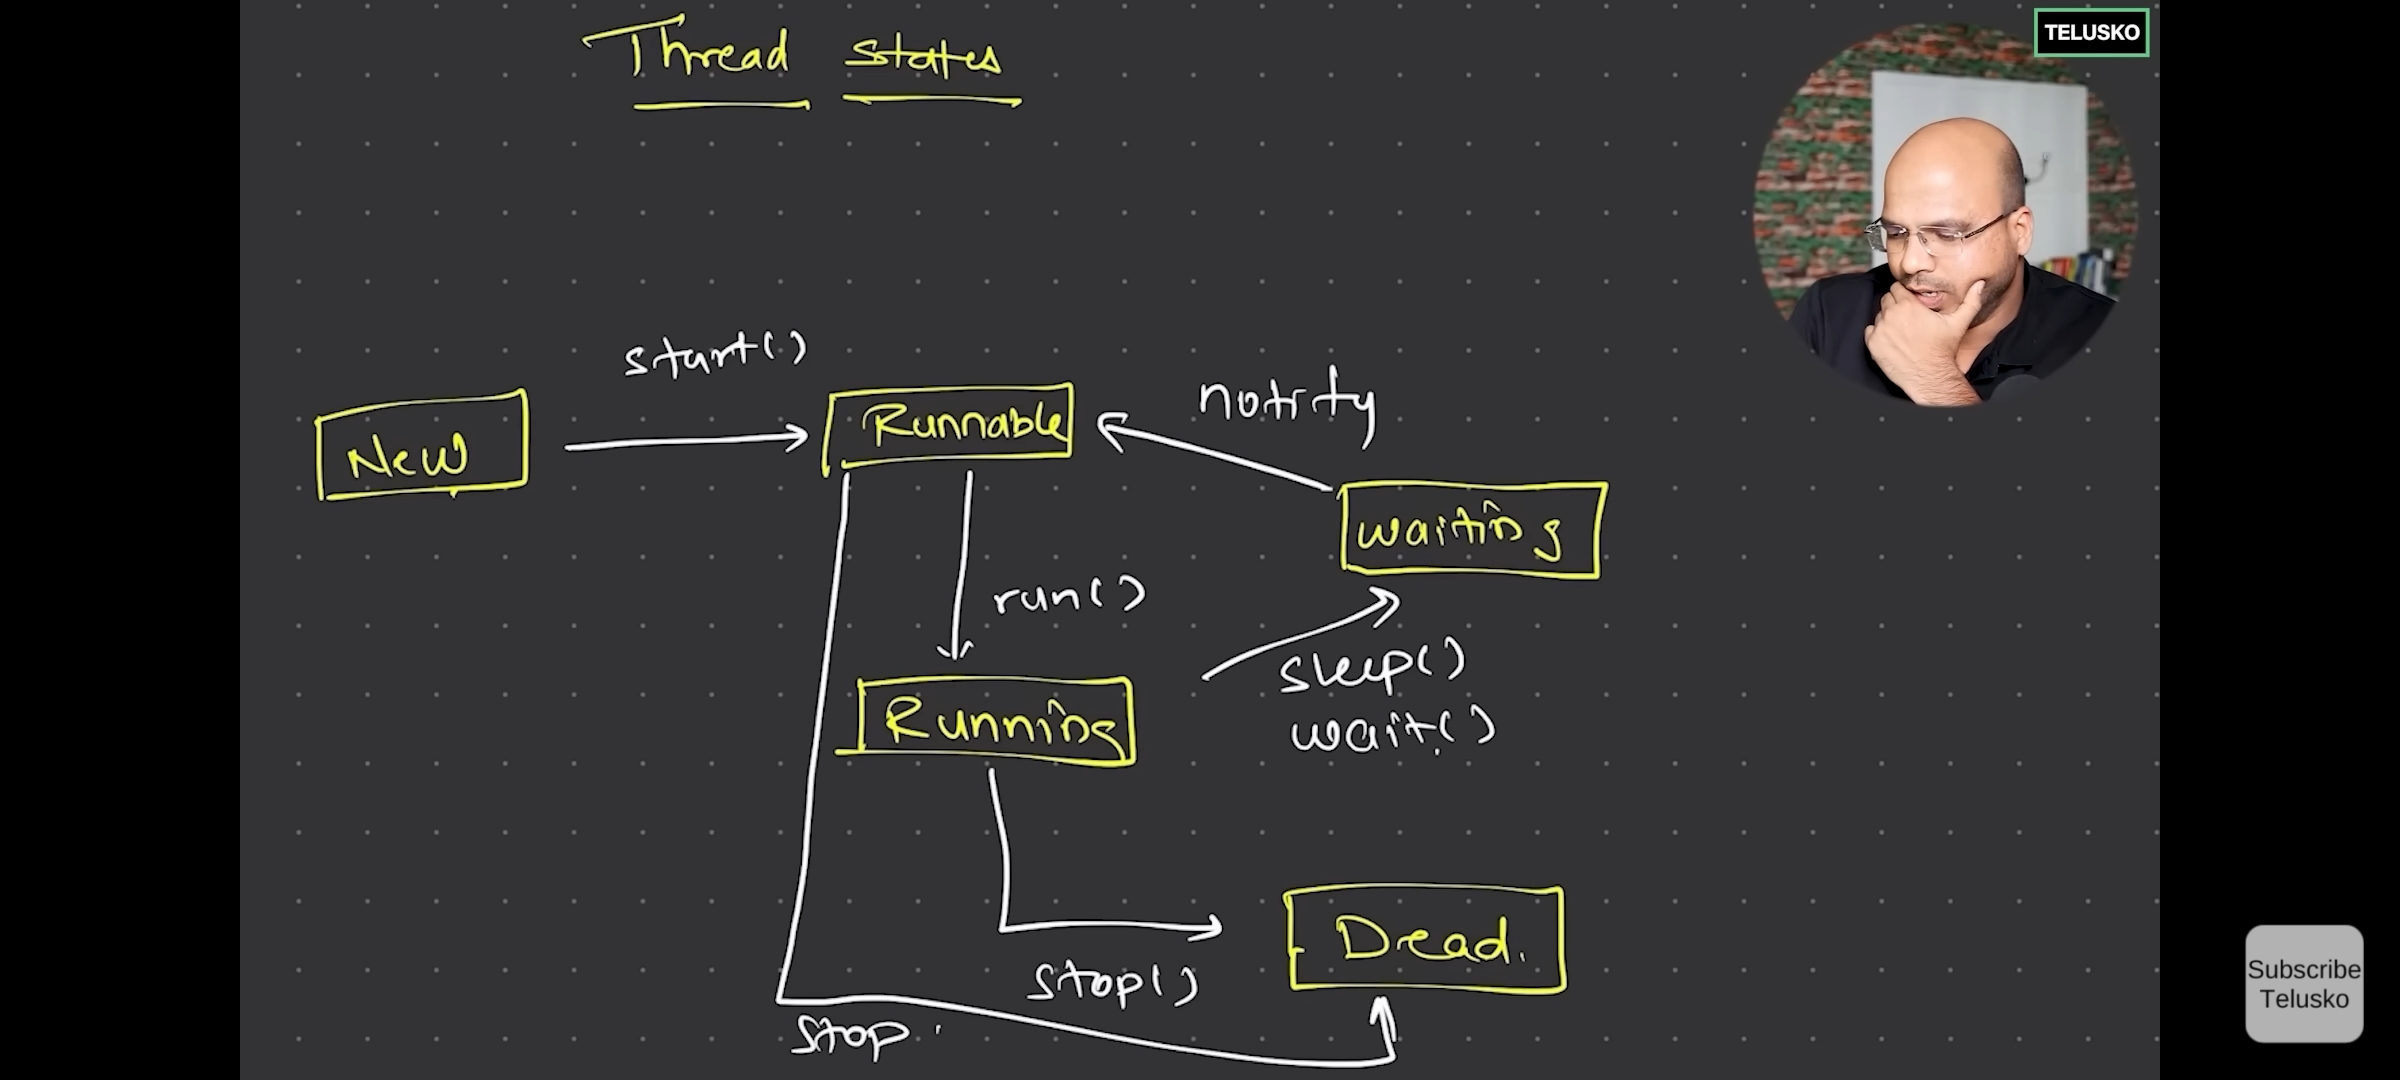 Thread States
TELUSKO
start()
notify
New
Runnable
waiting
run()
sleep()
Running
wait()
Dead.
stop()
stop.
Subscribe
Telusko